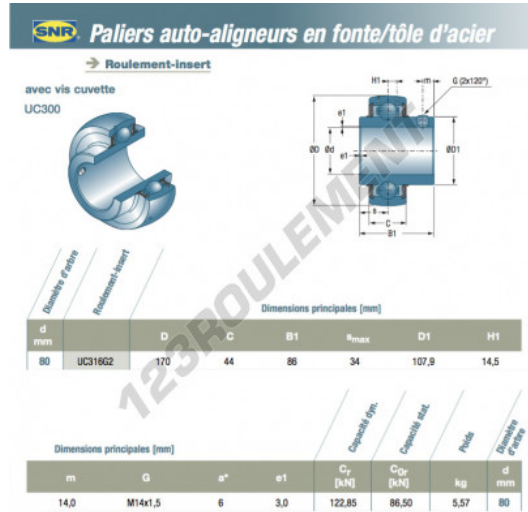 SNR Paliers auto-aligneurs en fonte/tôle d'acier
Roulement-insert
avec vis cuvette
UC300
H1 m G (2x120°)
e1
ØD Ød ØD1
e1
s
C
B1
123ROULEMENT
Diamètre d'arbre Roulement-insert
Dimensions principales [mm]
d mm D C B1 smax D1 H1
80 UC316G2 170 44 86 34 107,9 14,5
Capacité dyn. Capacité stat. Poids Diamètre d'arbre
Dimensions principales [mm]
m G a* e1 Cr [kN] C0r [kN] kg d mm
14,0 M14x1,5 6 3,0 122,85 86,50 5,57 80